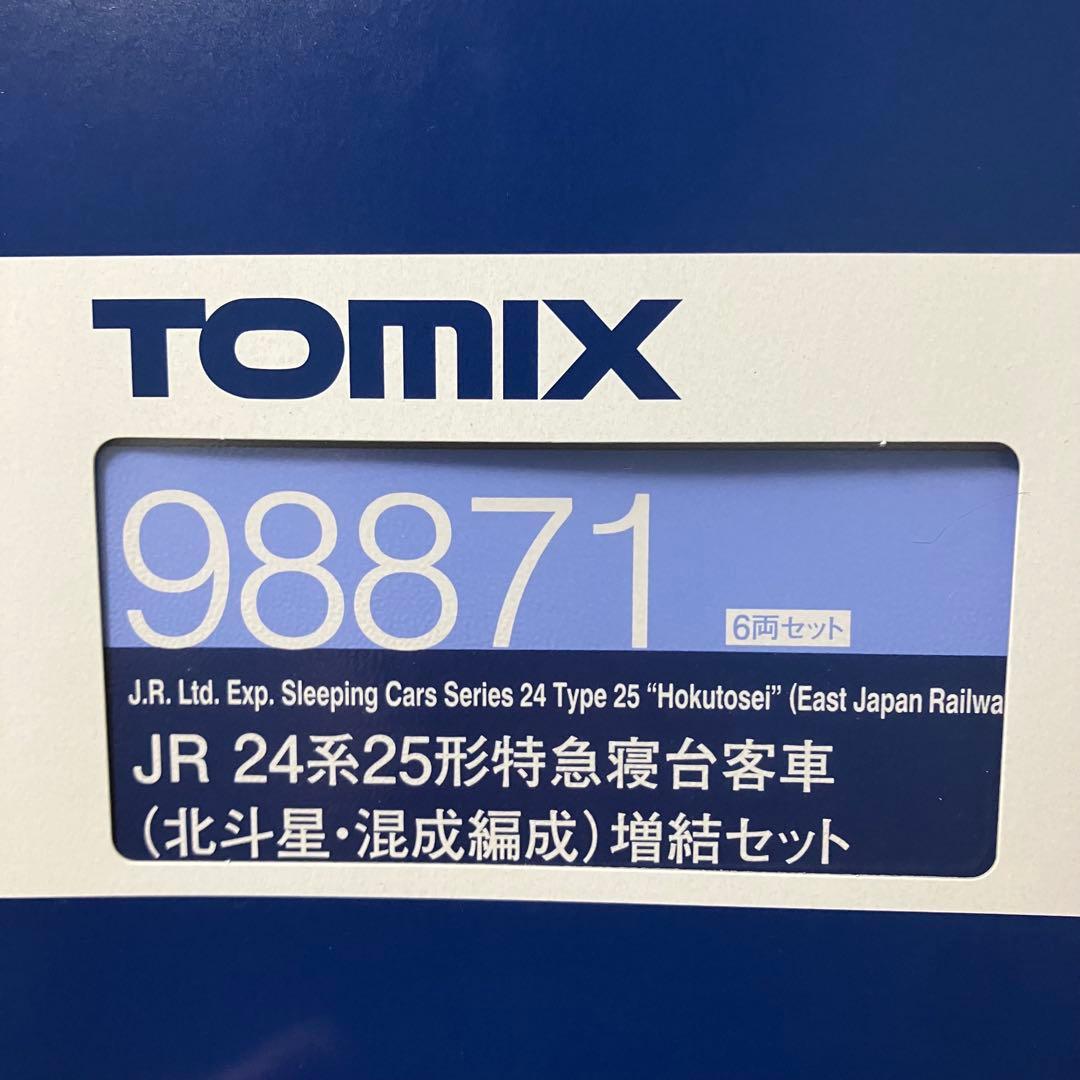 TOMIX
98871
6両セット
J.R. Ltd. Exp. Sleeping Cars Series 24 Type 25 “Hokutosei” (East Japan Railwa
JR 24系25形特急寝台客車
(北斗星・混成編成)増結セット